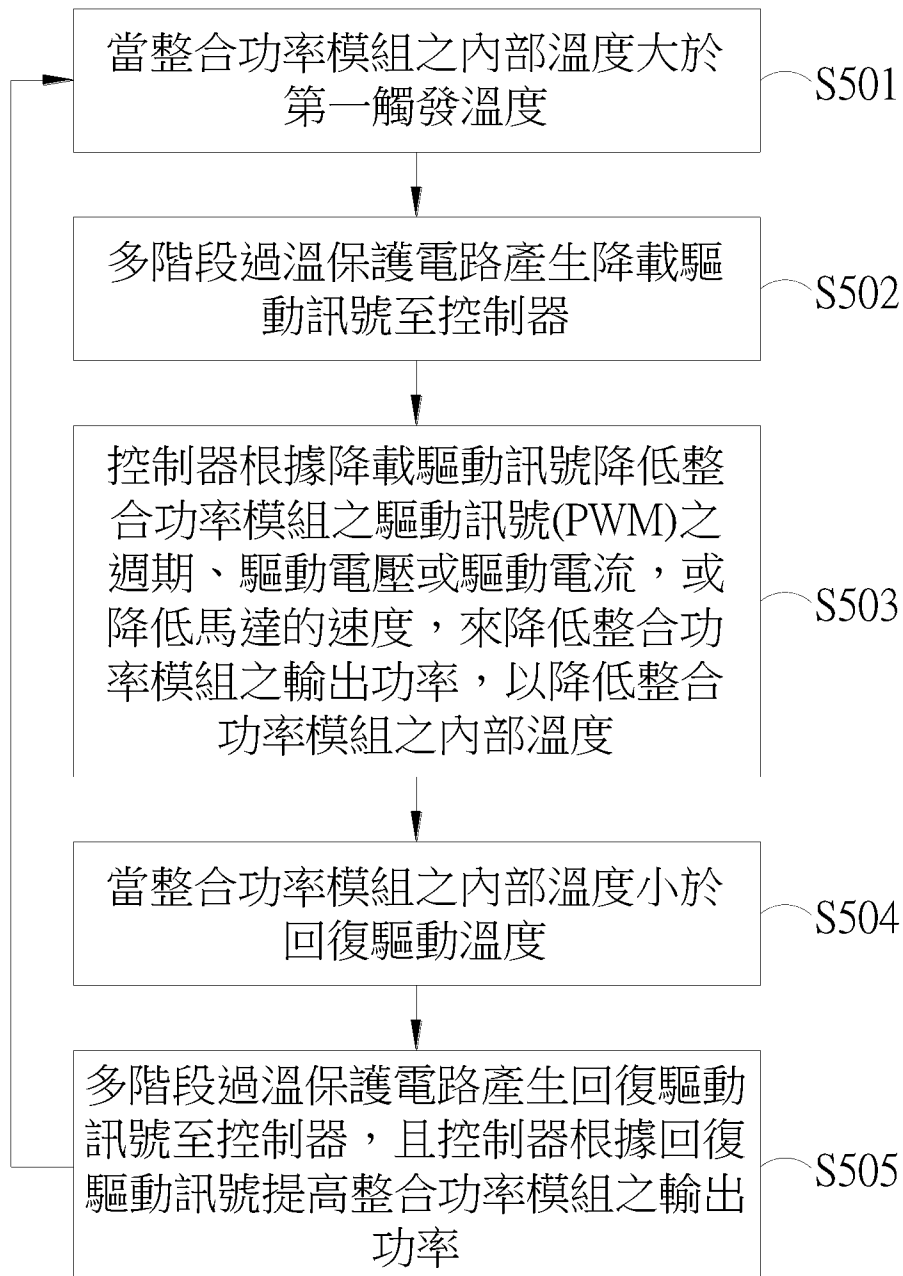 當整合功率模組之內部溫度大於
第一觸發溫度
S501
多階段過溫保護電路產生降載驅
動訊號至控制器
S502
控制器根據降載驅動訊號降低整
合功率模組之驅動訊號(PWM)之
週期、驅動電壓或驅動電流，或
降低馬達的速度，來降低整合功
率模組之輸出功率，以降低整合
功率模組之內部溫度
S503
當整合功率模組之內部溫度小於
回復驅動溫度
S504
多階段過溫保護電路產生回復驅動
訊號至控制器，且控制器根據回復
驅動訊號提高整合功率模組之輸出
功率
S505